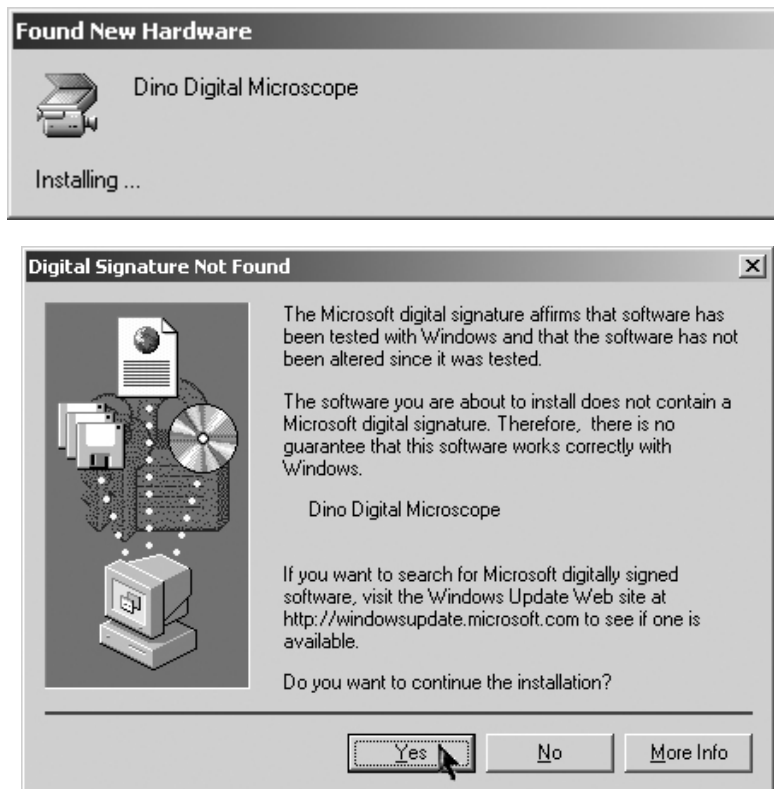 Found New Hardware
Dino Digital Microscope
Installing ...
Digital Signature Not Found
The Microsoft digital signature affirms that software has
been tested with Windows and that the software has not
been altered since it was tested.
The software you are about to install does not contain a
Microsoft digital signature. Therefore, there is no
guarantee that this software works correctly with
Windows.
Dino Digital Microscope
If you want to search for Microsoft digitally signed
software, visit the Windows Update Web site at
http://windowsupdate.microsoft.com to see if one is
available.
Do you want to continue the installation?
Yes No More Info